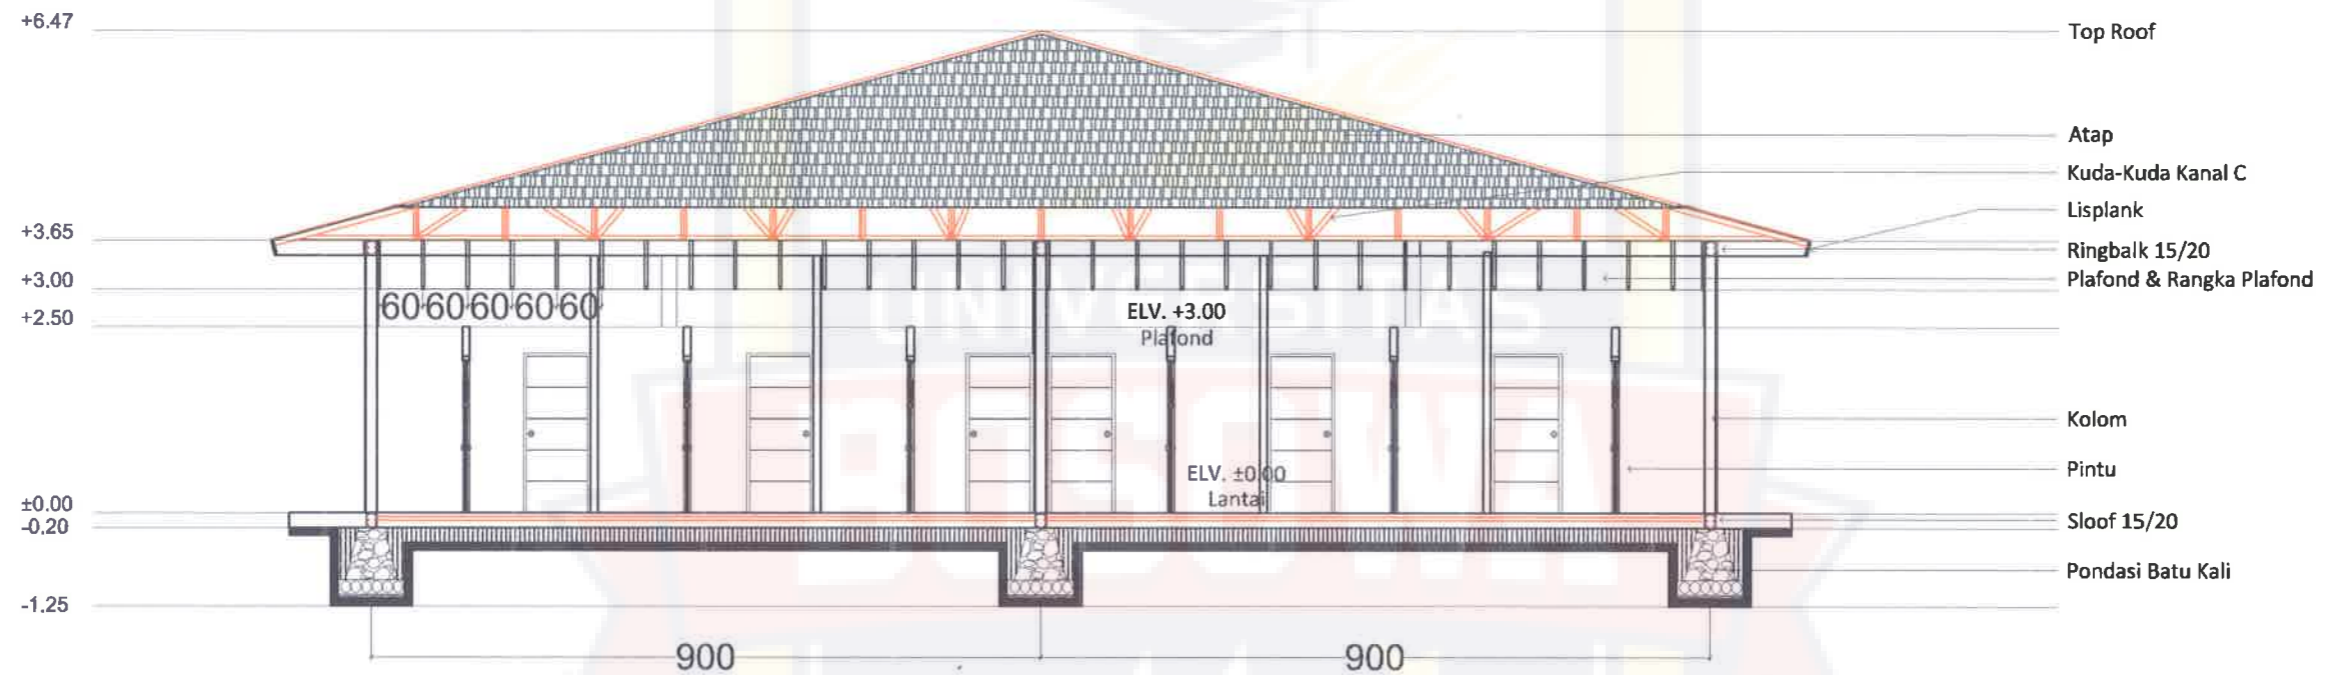 +6.47
Top Roof
Atap
Kuda-Kuda Kanal C
Lisplank
+3.65
Ringbalk 15/20
+3.00
Plafond & Rangka Plafond
60 60 60 60 60
+2.50
ELV. +3.00
Plafond
UNIVERSITAS
BOSOWA
Kolom
ELV. ±0.00
Lantai
Pintu
±0.00
-0,20
Sloof 15/20
Pondasi Batu Kali
-1,25
900
900